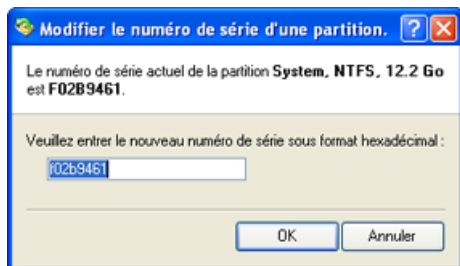 Modifier le numéro de série d'une partition.
Le numéro de série actuel de la partition System, NTFS, 12.2 Go
est F02B9461.
Veuillez entrer le nouveau numéro de série sous format hexadécimal :
f02b9461
OK Annuler